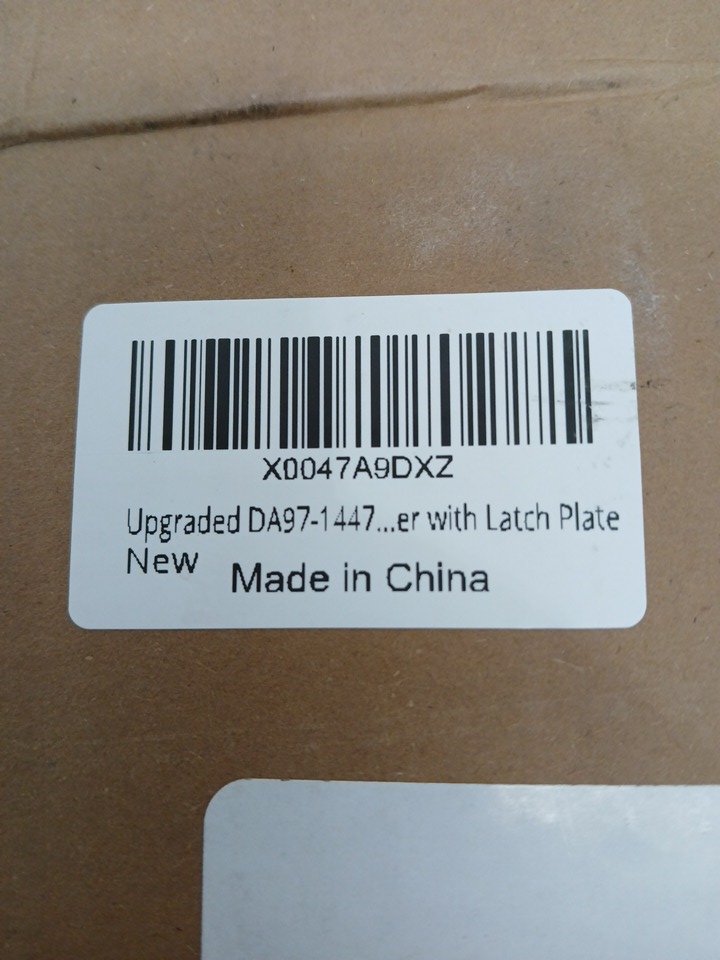 X0047A9DXZ
Upgraded DA97-1447...er with Latch Plate
New
Made in China